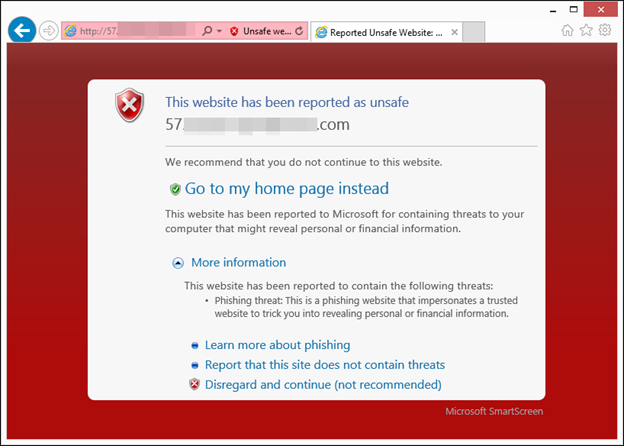 http://57.
Unsafe we...
Reported Unsafe Website: ...
This website has been reported as unsafe
57. .com
We recommend that you do not continue to this website.
Go to my home page instead
This website has been reported to Microsoft for containing threats to your
computer that might reveal personal or financial information.
More information
This website has been reported to contain the following threats:
• Phishing threat: This is a phishing website that impersonates a trusted
website to trick you into revealing personal or financial information.
Learn more about phishing
Report that this site does not contain threats
Disregard and continue (not recommended)
Microsoft SmartScreen